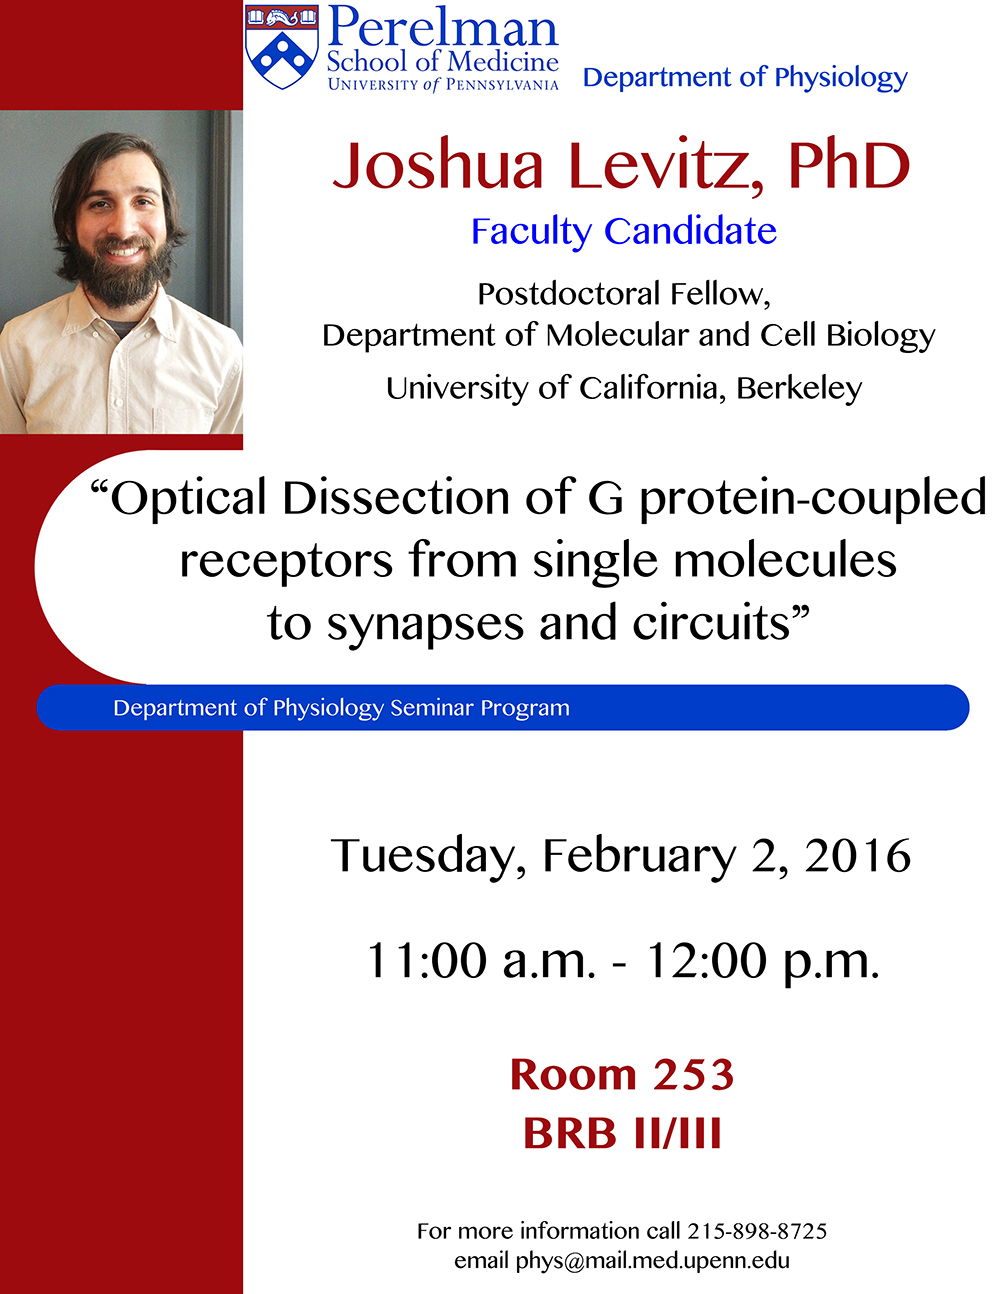 Perelman
School of Medicine
University of Pennsylvania
Department of Physiology
Joshua Levitz, PhD
Faculty Candidate
Postdoctoral Fellow,
Department of Molecular and Cell Biology
University of California, Berkeley
“Optical Dissection of G protein-coupled
receptors from single molecules
to synapses and circuits”
Department of Physiology Seminar Program
Tuesday, February 2, 2016
11:00 a.m. - 12:00 p.m.
Room 253
BRB II/III
For more information call 215-898-8725
email phys@mail.med.upenn.edu